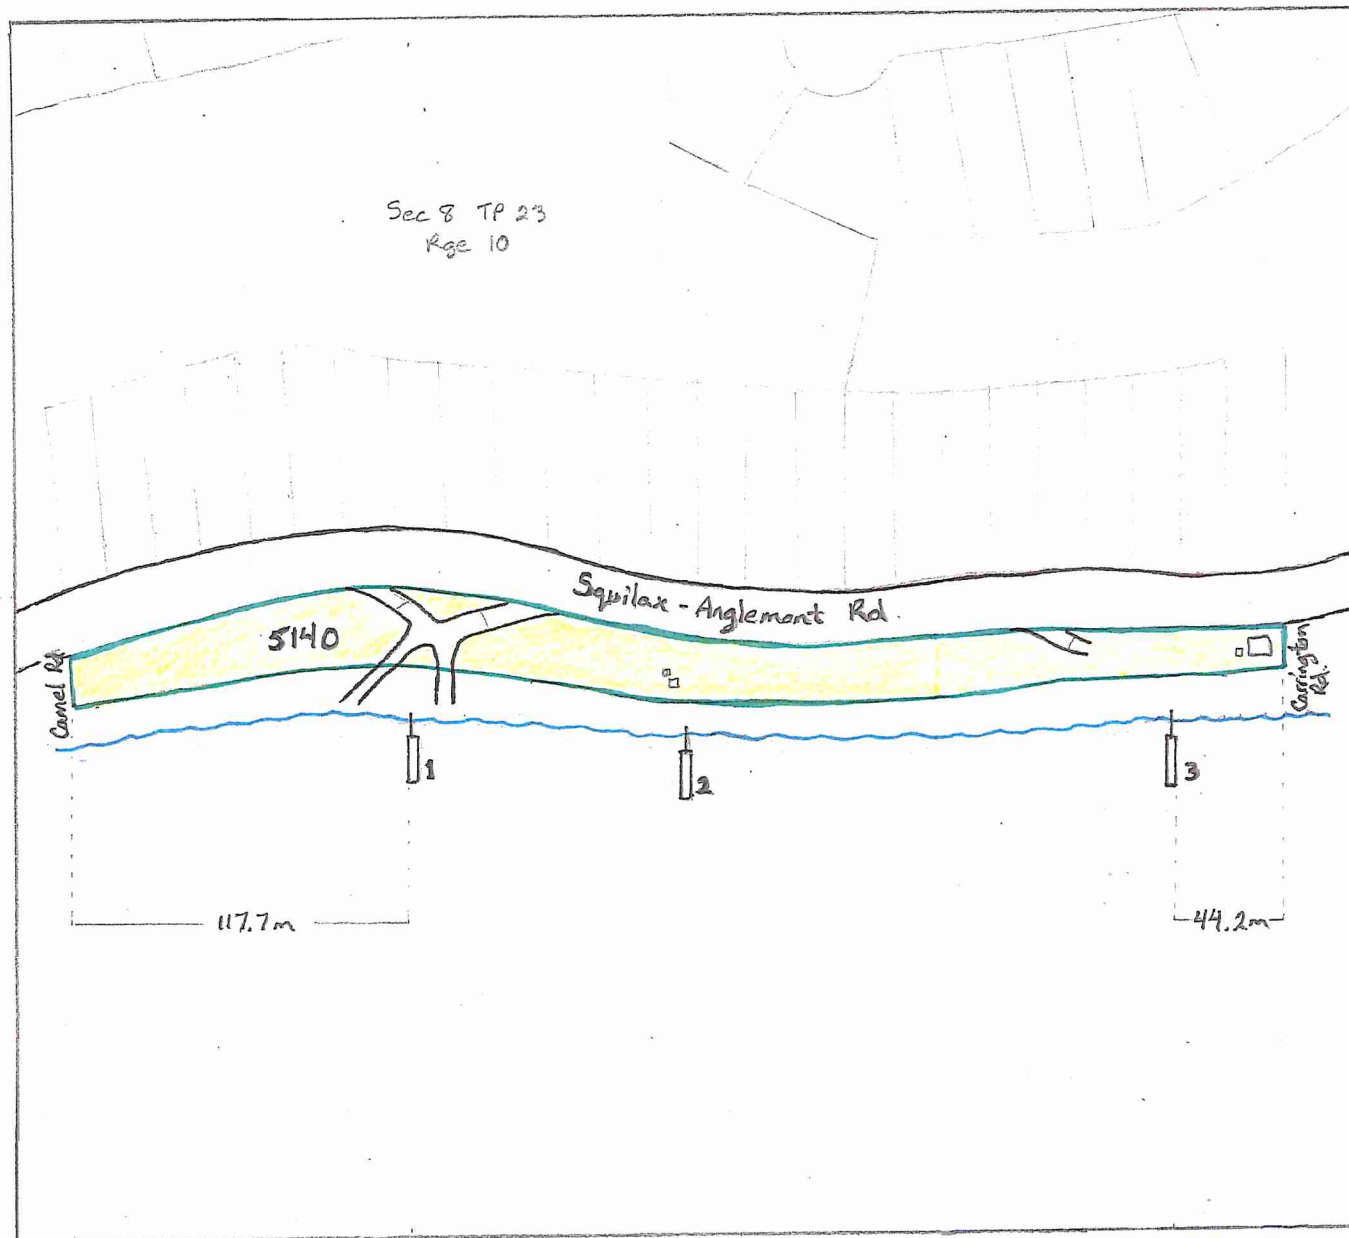 Sec 8 TP 23
Rge 10
Squilax - Anglemont Rd.
5140
Camel Rd.
Carrington
Rd.
1
2
3
117.7m
44.2m